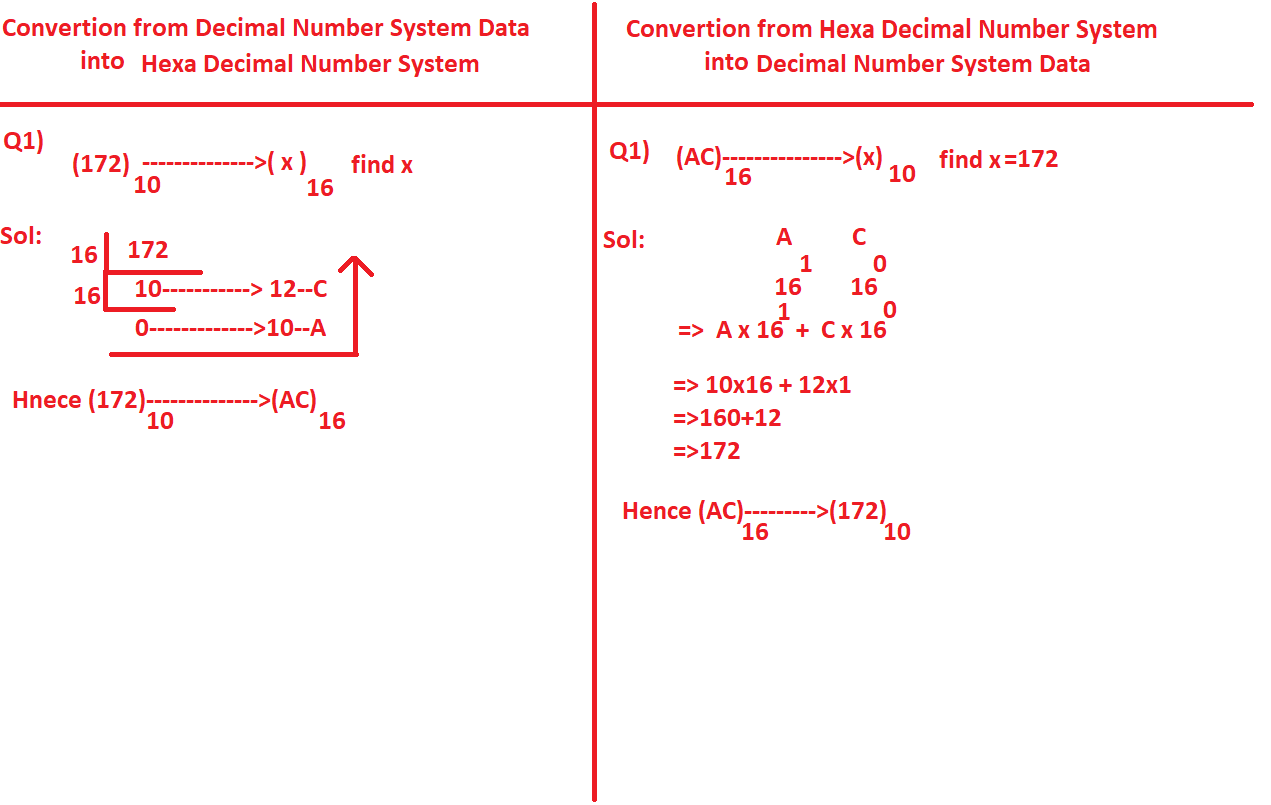 Convertion from Decimal Number System Data
into Hexa Decimal Number System
Q1)
(172) -------------->( x ) find x
10 16
Sol:
16 172
16 10-----------> 12--C
0------------->10--A
Hnece (172)-------------->(AC)
10 16
Convertion from Hexa Decimal Number System
into Decimal Number System Data
Q1) (AC)--------------->(x) find x =172
16 10
Sol: A C
1 0
16 16
1 0
=> A x 16 + C x 16
=> 10x16 + 12x1
=>160+12
=>172
Hence (AC)--------->(172)
16 10